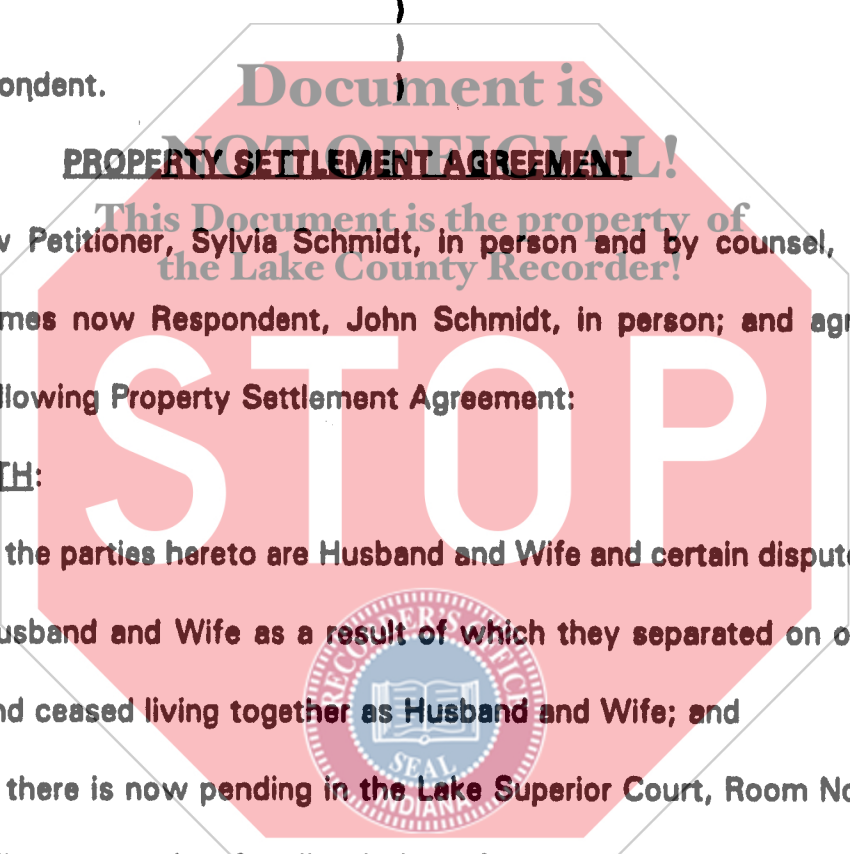 ondent.
Document is
NOT OFFICIAL!
PROPERTY SETTLEMENT AGREEMENT
This Document is the property of
Petitioner, Sylvia Schmidt, in person and by counsel,
the Lake County Recorder!
mes now Respondent, John Schmidt, in person; and agr
llowing Property Settlement Agreement:
STOP
TH:
the parties hereto are Husband and Wife and certain dispute
usband and Wife as a result of which they separated on o
nd ceased living together as Husband and Wife; and
RECORDER'S OFFICE
SEAL
INDIANA
there is now pending in the Lake Superior Court, Room No